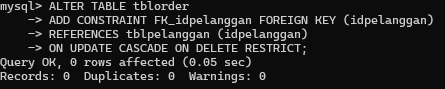 mysql> ALTER TABLE tblorder
    -> ADD CONSTRAINT FK_idpelanggan FOREIGN KEY (idpelanggan)
    -> REFERENCES tblpelanggan (idpelanggan)
    -> ON UPDATE CASCADE ON DELETE RESTRICT;
Query OK, 0 rows affected (0.05 sec)
Records: 0  Duplicates: 0  Warnings: 0